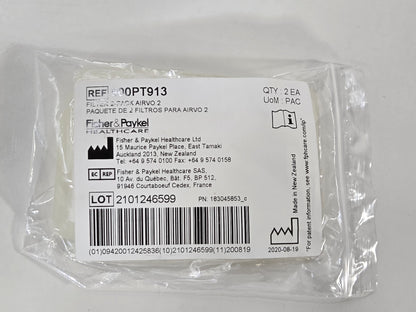 REF 900PT913
FILTER 2-PACK AIRVO 2
PAQUETE DE 2 FILTROS PARA AIRVO 2
QTY : 2 EA
UoM : PAC
Fisher & Paykel
HEALTHCARE
Fisher & Paykel Healthcare Ltd
15 Maurice Paykel Place, East Tamaki
Auckland 2013, New Zealand
Tel: +64 9 574 0100 Fax: +64 9 574 0158
EC REP
Fisher & Paykel Healthcare SAS,
10 Av. du Québec, Bât. F5, BP 512,
91946 Courtaboeuf Cedex, France
LOT 2101246599
PN: 183045853_c
(01)09420012425836(10)2101246599(11)200819
2020-08-19
Made in New Zealand
"For patent information, see www.fphcare.com/ip"